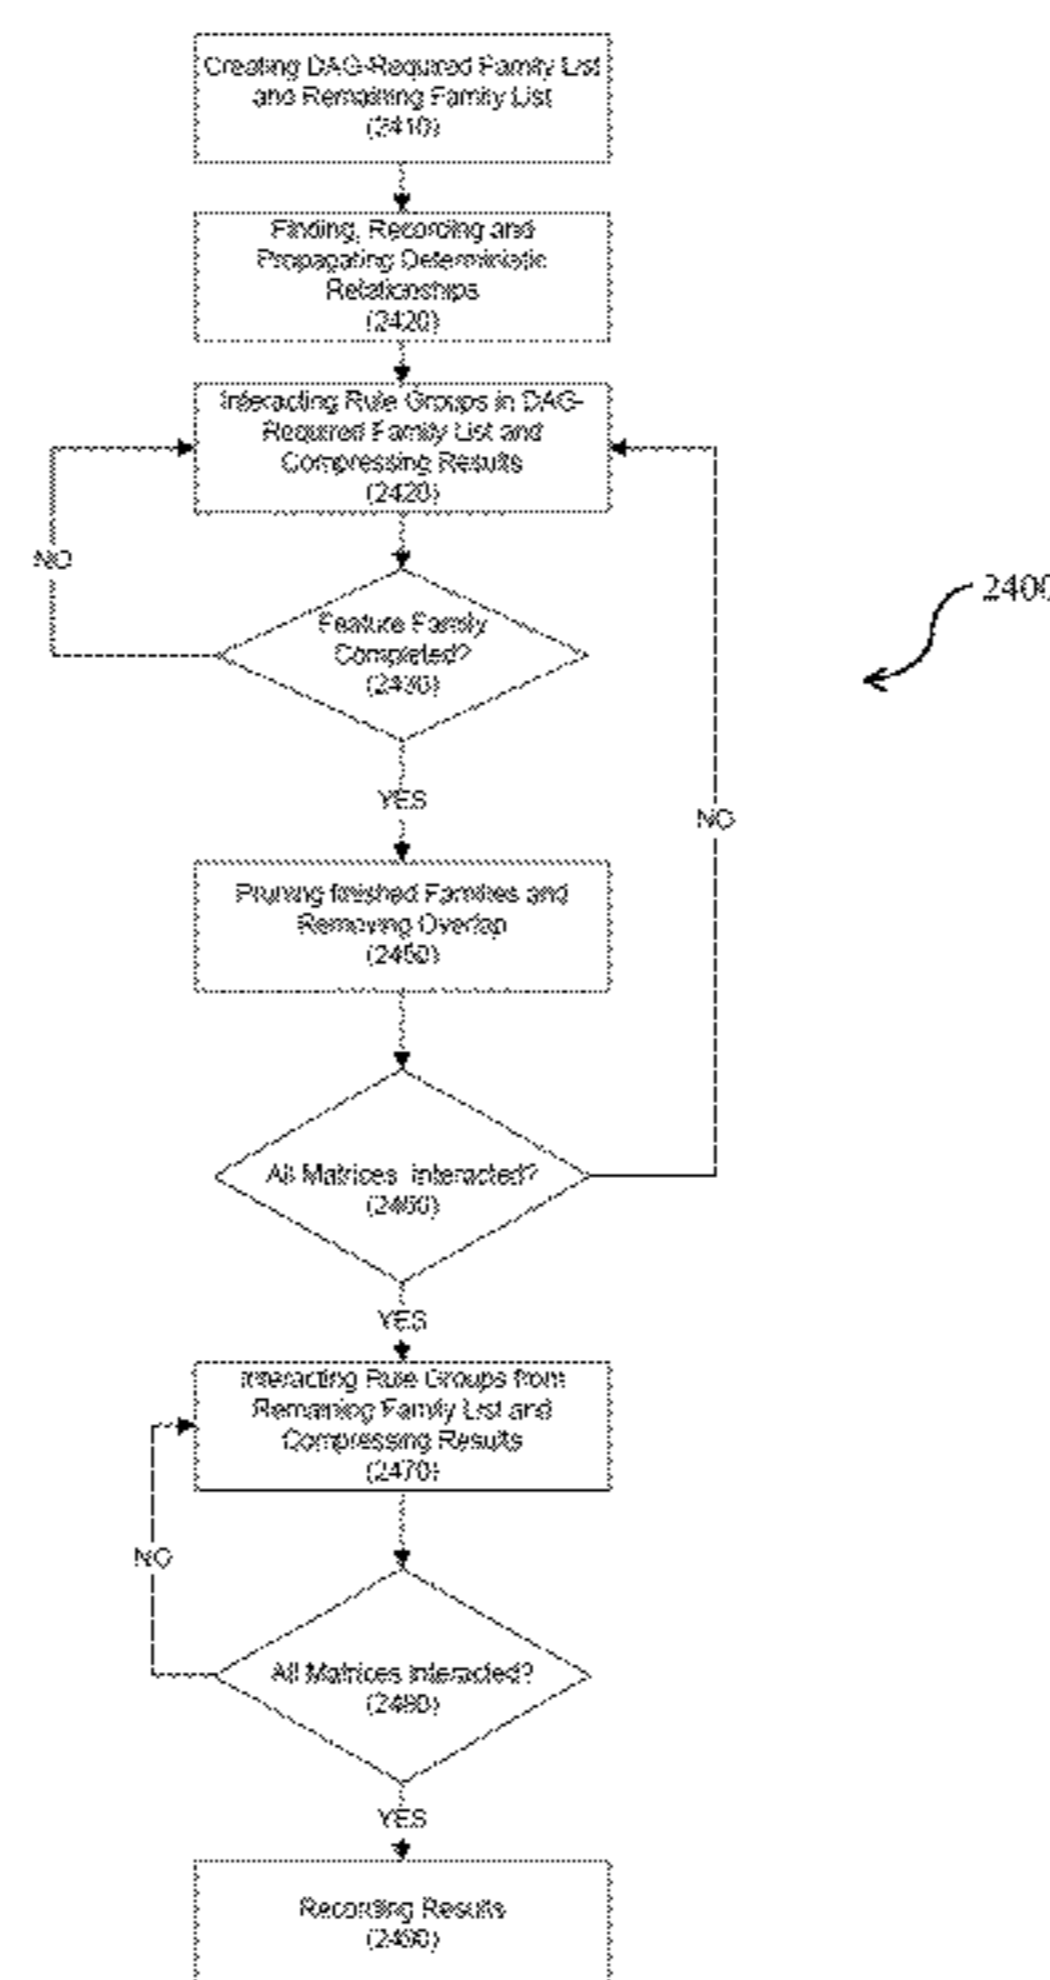 Creating DAG-Required Family List
and Remaining Family List
(2410)
Finding, Recording and
Propagating Deterministic
Relationships
(2420)
Interacting Rule Groups in DAG-
Required Family List and
Compressing Results
(2420)
NO
Feature Family
Completed?
2400
YES
NO
Pruning finished Families and
Removing Overlap
All Matrices interacted?
(2460)
YES
Interacting Rule Groups from
Remaining Family List and
Compressing Results
(2470)
NO
All Matrices interacted?
(2480)
YES
Recording Results
(2490)